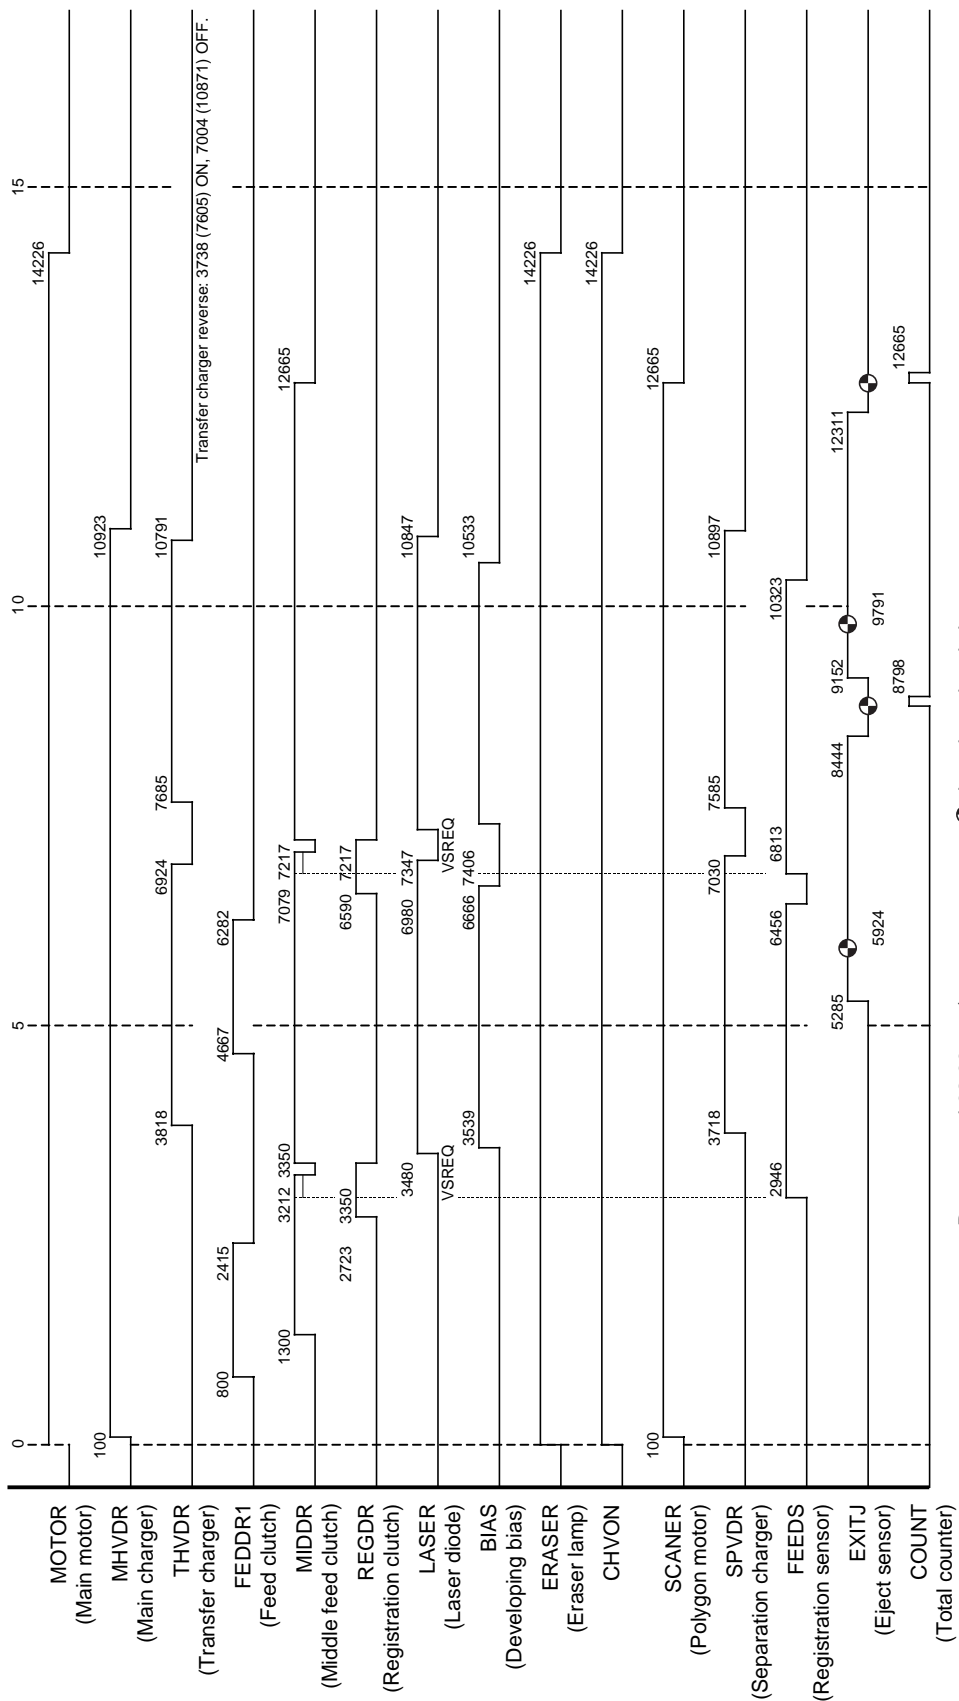 0 5 10 15
MOTOR
(Main motor)
14226
MHVDR
(Main charger)
100 10923
THVDR
(Transfer charger)
3818 6924 7685 10791
Transfer charger reverse: 3738 (7605) ON, 7004 (10871) OFF.
FEDDR1
(Feed clutch)
800 2415 4667 6282
MIDDR
(Middle feed clutch)
1300 3212 3350 7079 7217 12665
REGDR
(Registration clutch)
2723 3350 6590 7217
LASER
(Laser diode)
3480 6980 7347 10847
VSREQ VSREQ
BIAS
(Developing bias)
3539 6666 7406 10533
ERASER
(Eraser lamp)
14226
CHVON
14226
SCANER
(Polygon motor)
100 12665
SPVDR
(Separation charger)
3718 7030 7585 10897
FEEDS
(Registration sensor)
2946 6456 6813 10323
EXITJ
(Eject sensor)
5285 8444 9152 12311
5924 9791
COUNT
(Total counter)
8798 12665